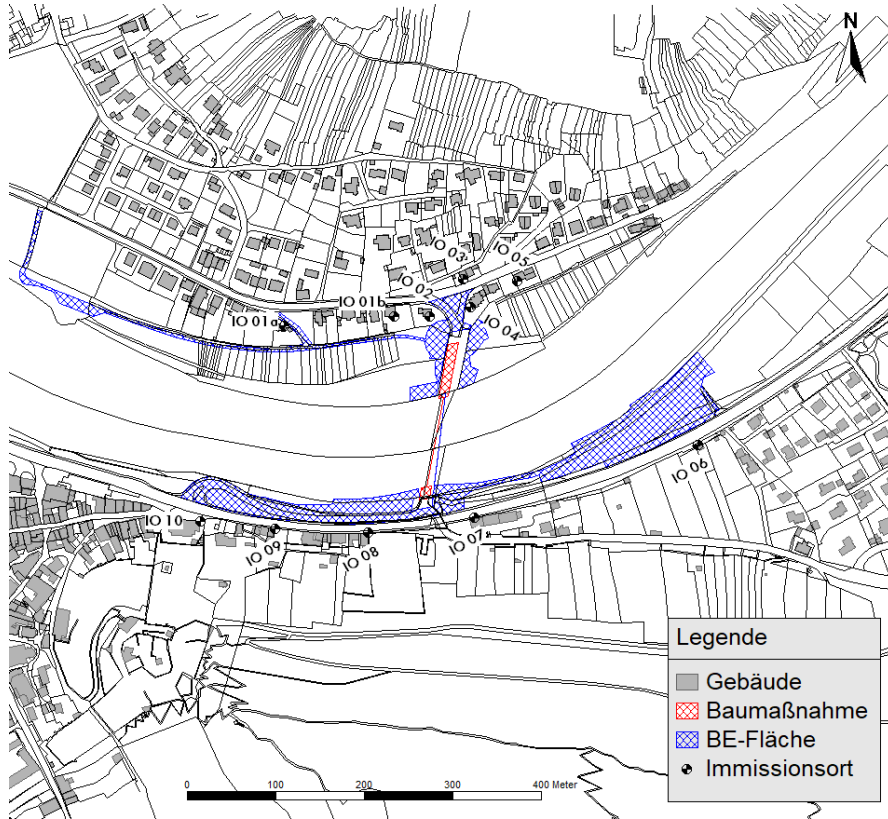 N
IO 03
IO 05
IO 02
IO 01b
IO 01a
IO 04
IO 06
IO 10
IO 09
IO 08
IO 07
Legende
Gebäude
Baumaßnahme
BE-Fläche
Immissionsort
0 100 200 300 400 Meter